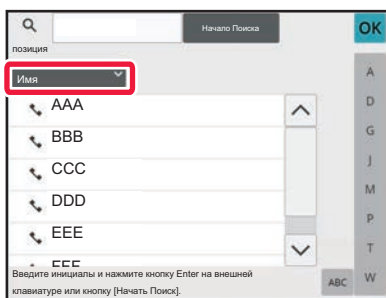 Начало Поиска
OK
позиция
Имя
A
D
G
J
M
P
T
W
AAA
BBB
CCC
DDD
EEE
FFF
Введите инициалы и нажмите кнопку Enter на внешней
клавиатуре или кнопку [Начать Поиск].
ABC